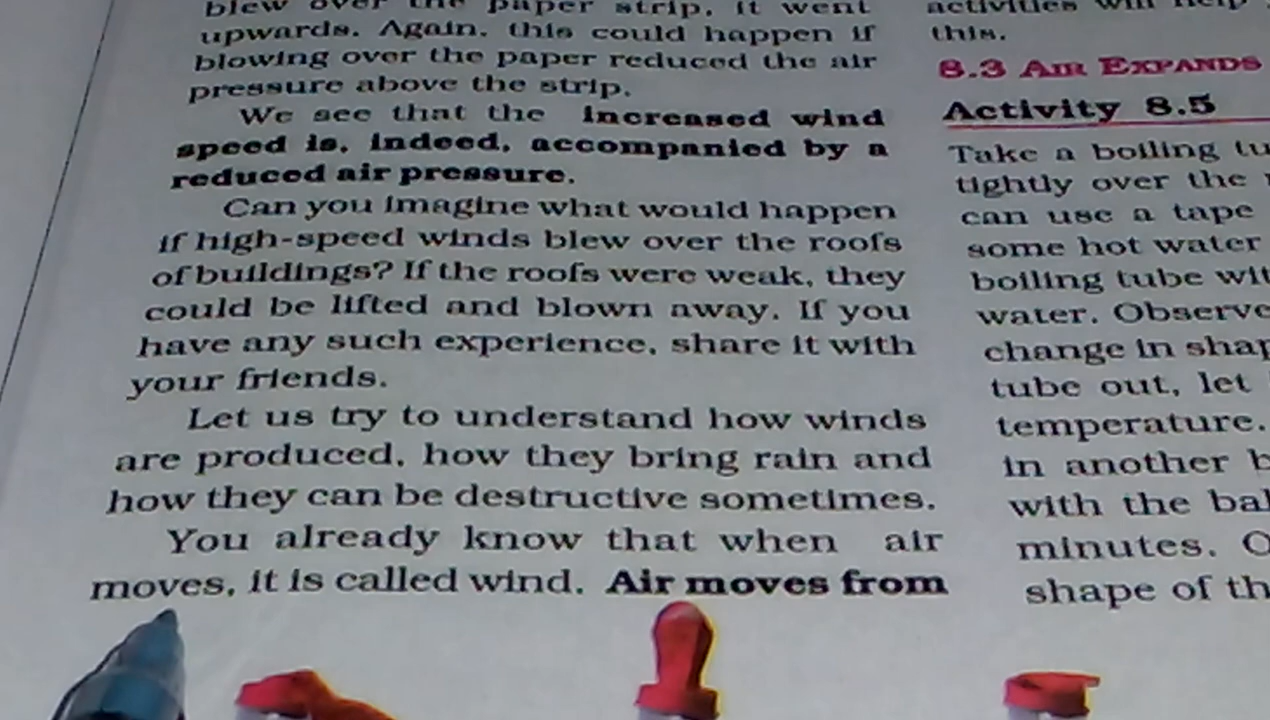 blew over the paper strip, it went
upwards. Again, this could happen if
blowing over the paper reduced the air
pressure above the strip.
We see that the increased wind
speed is, indeed, accompanied by a
reduced air pressure.
Can you imagine what would happen
if high-speed winds blew over the roofs
of buildings? If the roofs were weak, they
could be lifted and blown away. If you
have any such experience, share it with
your friends.
Let us try to understand how winds
are produced, how they bring rain and
how they can be destructive sometimes.
You already know that when air
moves, it is called wind. Air moves from
activities will help
this.
8.3 AIR EXPANDS
Activity 8.5
Take a boiling
tightly over the
can use a tape
some hot water
boiling tube
water.
change in
tube out, let
temperature.
in another
with the
minutes.
shape of